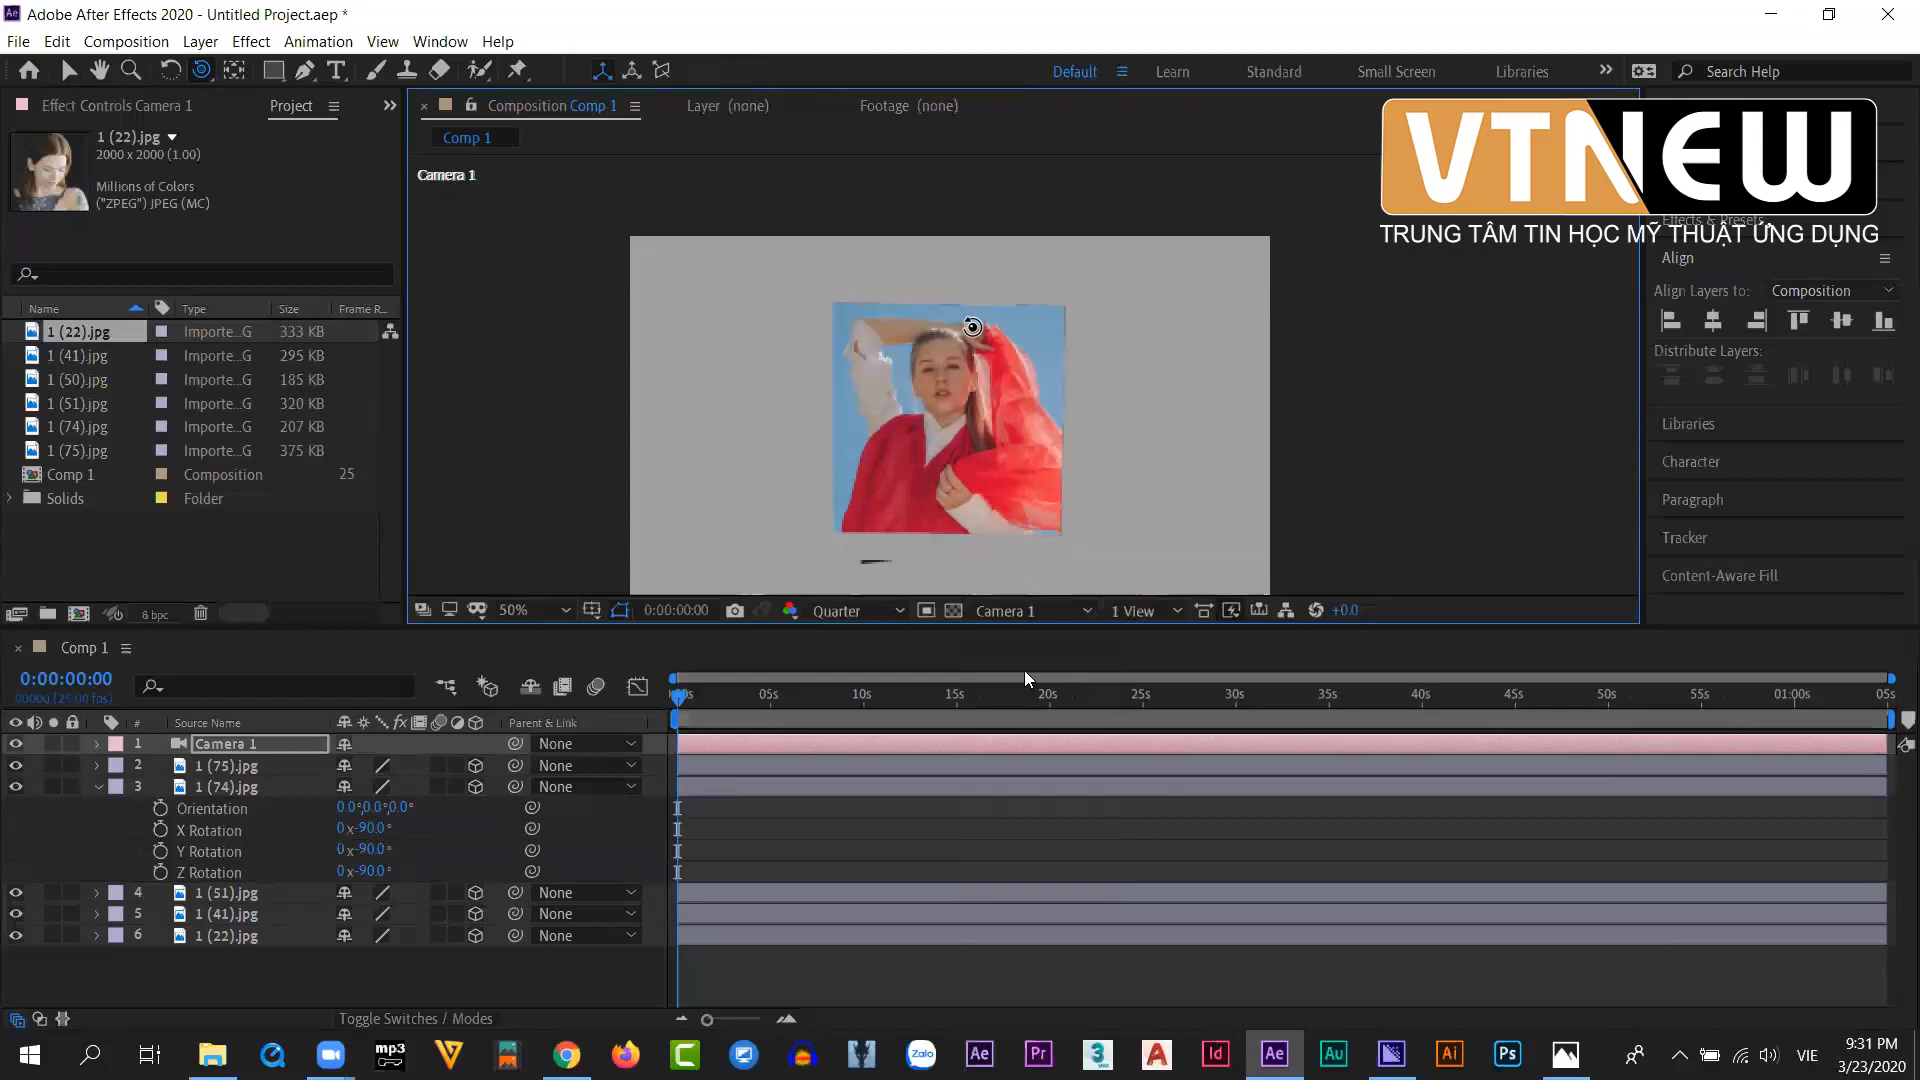 Adobe After Effects 2020 - Untitled Project.aep *
File Edit Composition Layer Effect Animation View Window Help
Default Learn Standard Small Screen Libraries Search Help
Effect Controls Camera 1 Project
Composition Comp 1 Layer (none) Footage (none)
1 (22).jpg
2000 x 2000 (1.00)
Millions of Colors
("ZPEG") JPEG (MC)
Comp 1
Camera 1
VTNEW
TRUNG TÂM TIN HỌC MỸ THUẬT ỨNG DỤNG
Effects & Presets
Align
Align Layers to: Composition
Distribute Layers:
Libraries
Character
Paragraph
Tracker
Content-Aware Fill
Name Type Size Frame R...
1 (22).jpg Importe...G 333 KB
1 (41).jpg Importe...G 295 KB
1 (50).jpg Importe...G 185 KB
1 (51).jpg Importe...G 320 KB
1 (74).jpg Importe...G 207 KB
1 (75).jpg Importe...G 375 KB
Comp 1 Composition 25
Solids Folder
8 bpc
50% 0:00:00:00 Quarter Camera 1 1 View +0.0
Comp 1
0:00:00:00
00000 (25.00 fps)
05s 10s 15s 20s 25s 30s 35s 40s 45s 50s 55s 01:00s 05s
# Source Name fx Parent & Link
1 Camera 1 None
2 1 (75).jpg None
3 1 (74).jpg None
Orientation 0.0°,0.0°,0.0°
X Rotation 0x-90.0°
Y Rotation 0x-90.0°
Z Rotation 0x-90.0°
4 1 (51).jpg None
5 1 (41).jpg None
6 1 (22).jpg None
Toggle Switches / Modes
mp3 Zalo Ae Pr 3 A Id Ae Au Ai Ps VIE
9:31 PM
3/23/2020